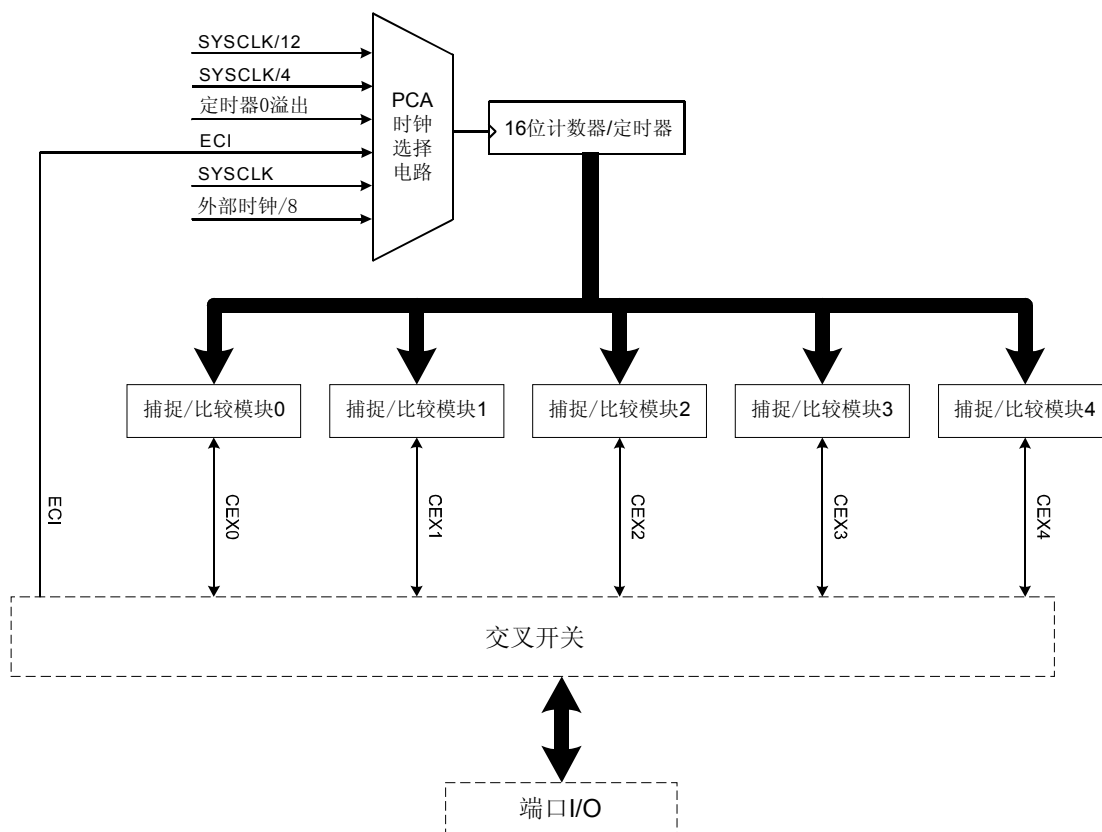 SYSCLK/12
SYSCLK/4
定时器0溢出
ECI
SYSCLK
外部时钟/8
PCA
时钟
选择
电路
16位计数器/定时器
捕捉/比较模块0
捕捉/比较模块1
捕捉/比较模块2
捕捉/比较模块3
捕捉/比较模块4
ECI
CEX0
CEX1
CEX2
CEX3
CEX4
交叉开关
端口I/O